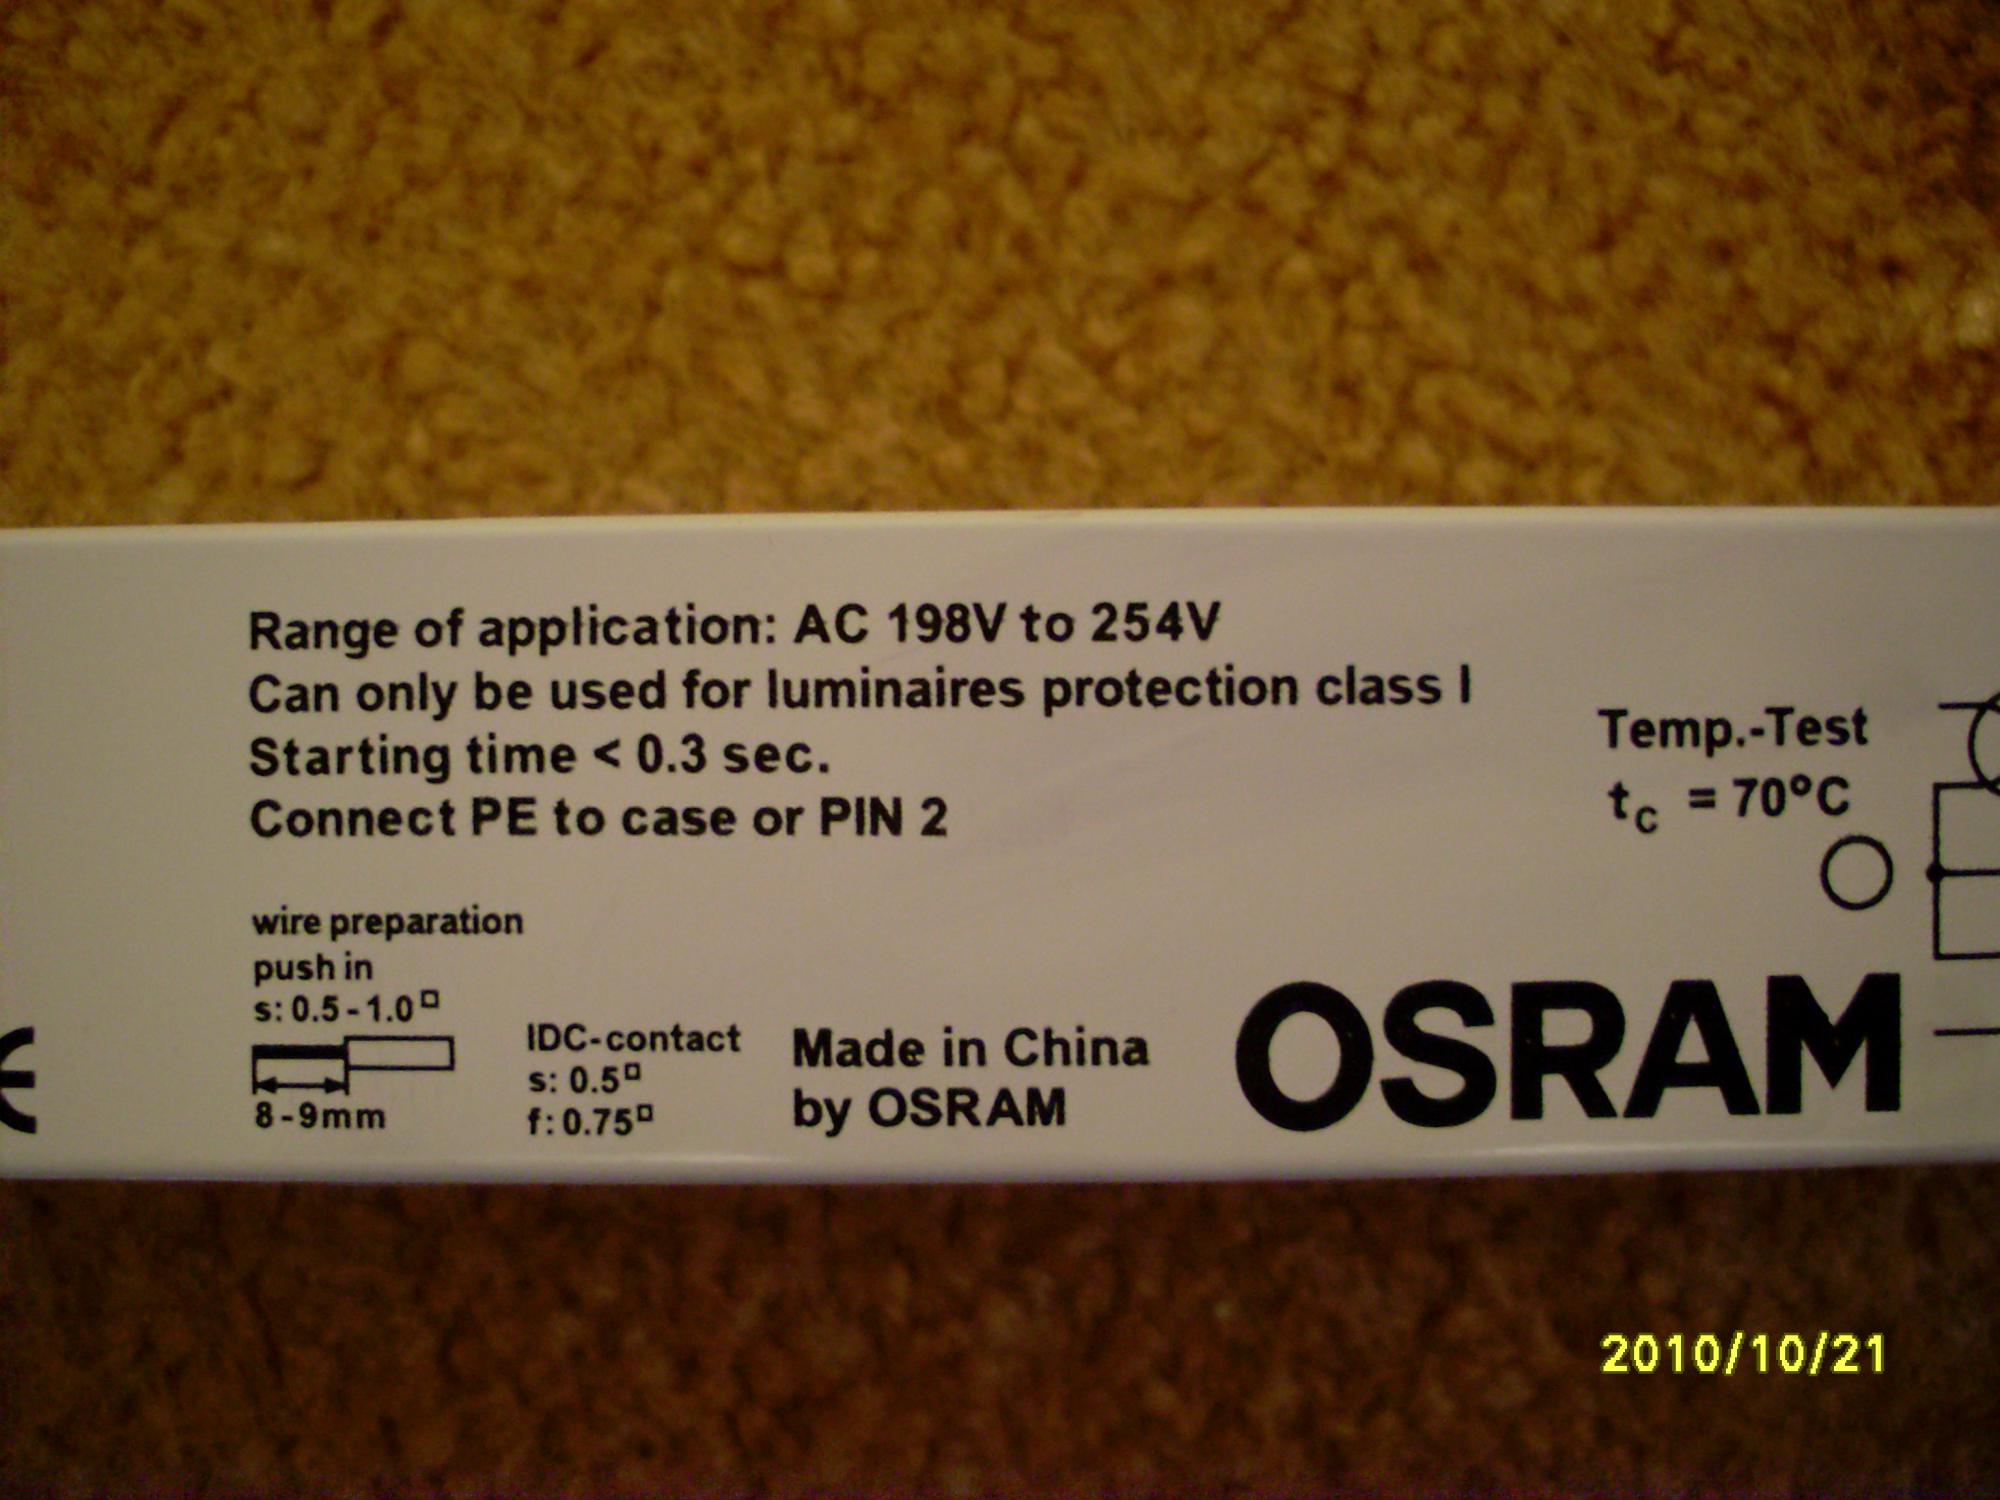 Range of application: AC 198V to 254V
Can only be used for luminaires protection class I
Starting time < 0.3 sec.
Connect PE to case or PIN 2
Temp.-Test
tc = 70°C
wire preparation
push in
s: 0.5-1.0□
8-9mm
IDC-contact
s: 0.5□
f: 0.75□
Made in China
by OSRAM
OSRAM
2010/10/21